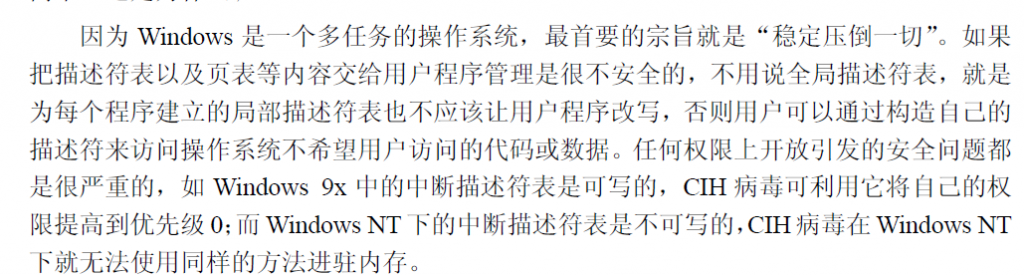 因为 Windows 是一个多任务的操作系统，最首要的宗旨就是“稳定压倒一切”。如果
把描述符表以及页表等内容交给用户程序管理是很不安全的，不用说全局描述符表，就是
为每个程序建立的局部描述符表也不应该让用户程序改写，否则用户可以通过构造自己的
描述符来访问操作系统不希望用户访问的代码或数据。任何权限上开放引发的安全问题都
是很严重的，如 Windows 9x 中的中断描述符表是可写的，CIH 病毒可利用它将自己的权
限提高到优先级 0；而 Windows NT 下的中断描述符表是不可写的，CIH 病毒在 Windows NT
下就无法使用同样的方法进驻内存。